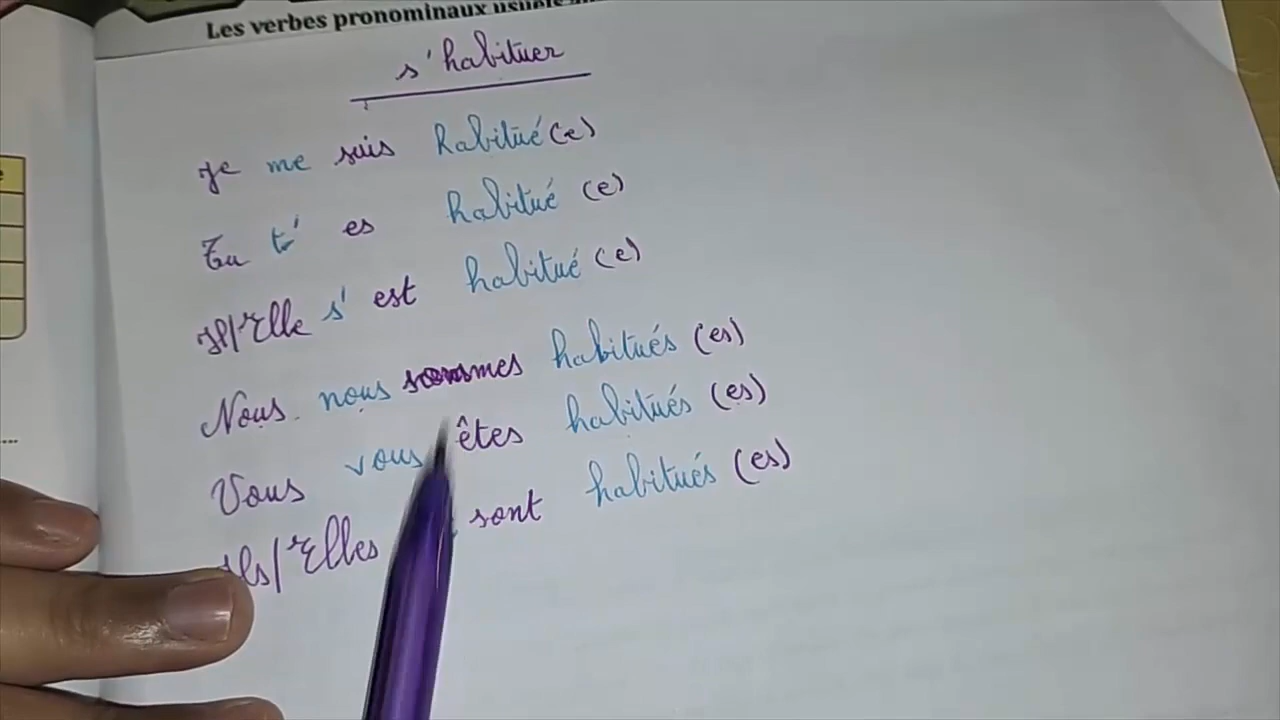 Les verbes pronominaux usuels
s'habituer
Je me suis habitué(e)
Tu t' es habitué (e)
Il/Elle s' est habitué (e)
Nous nous sommes habitués (es)
Vous vous êtes habitués (es)
Ils/Elles sont habitués (es)